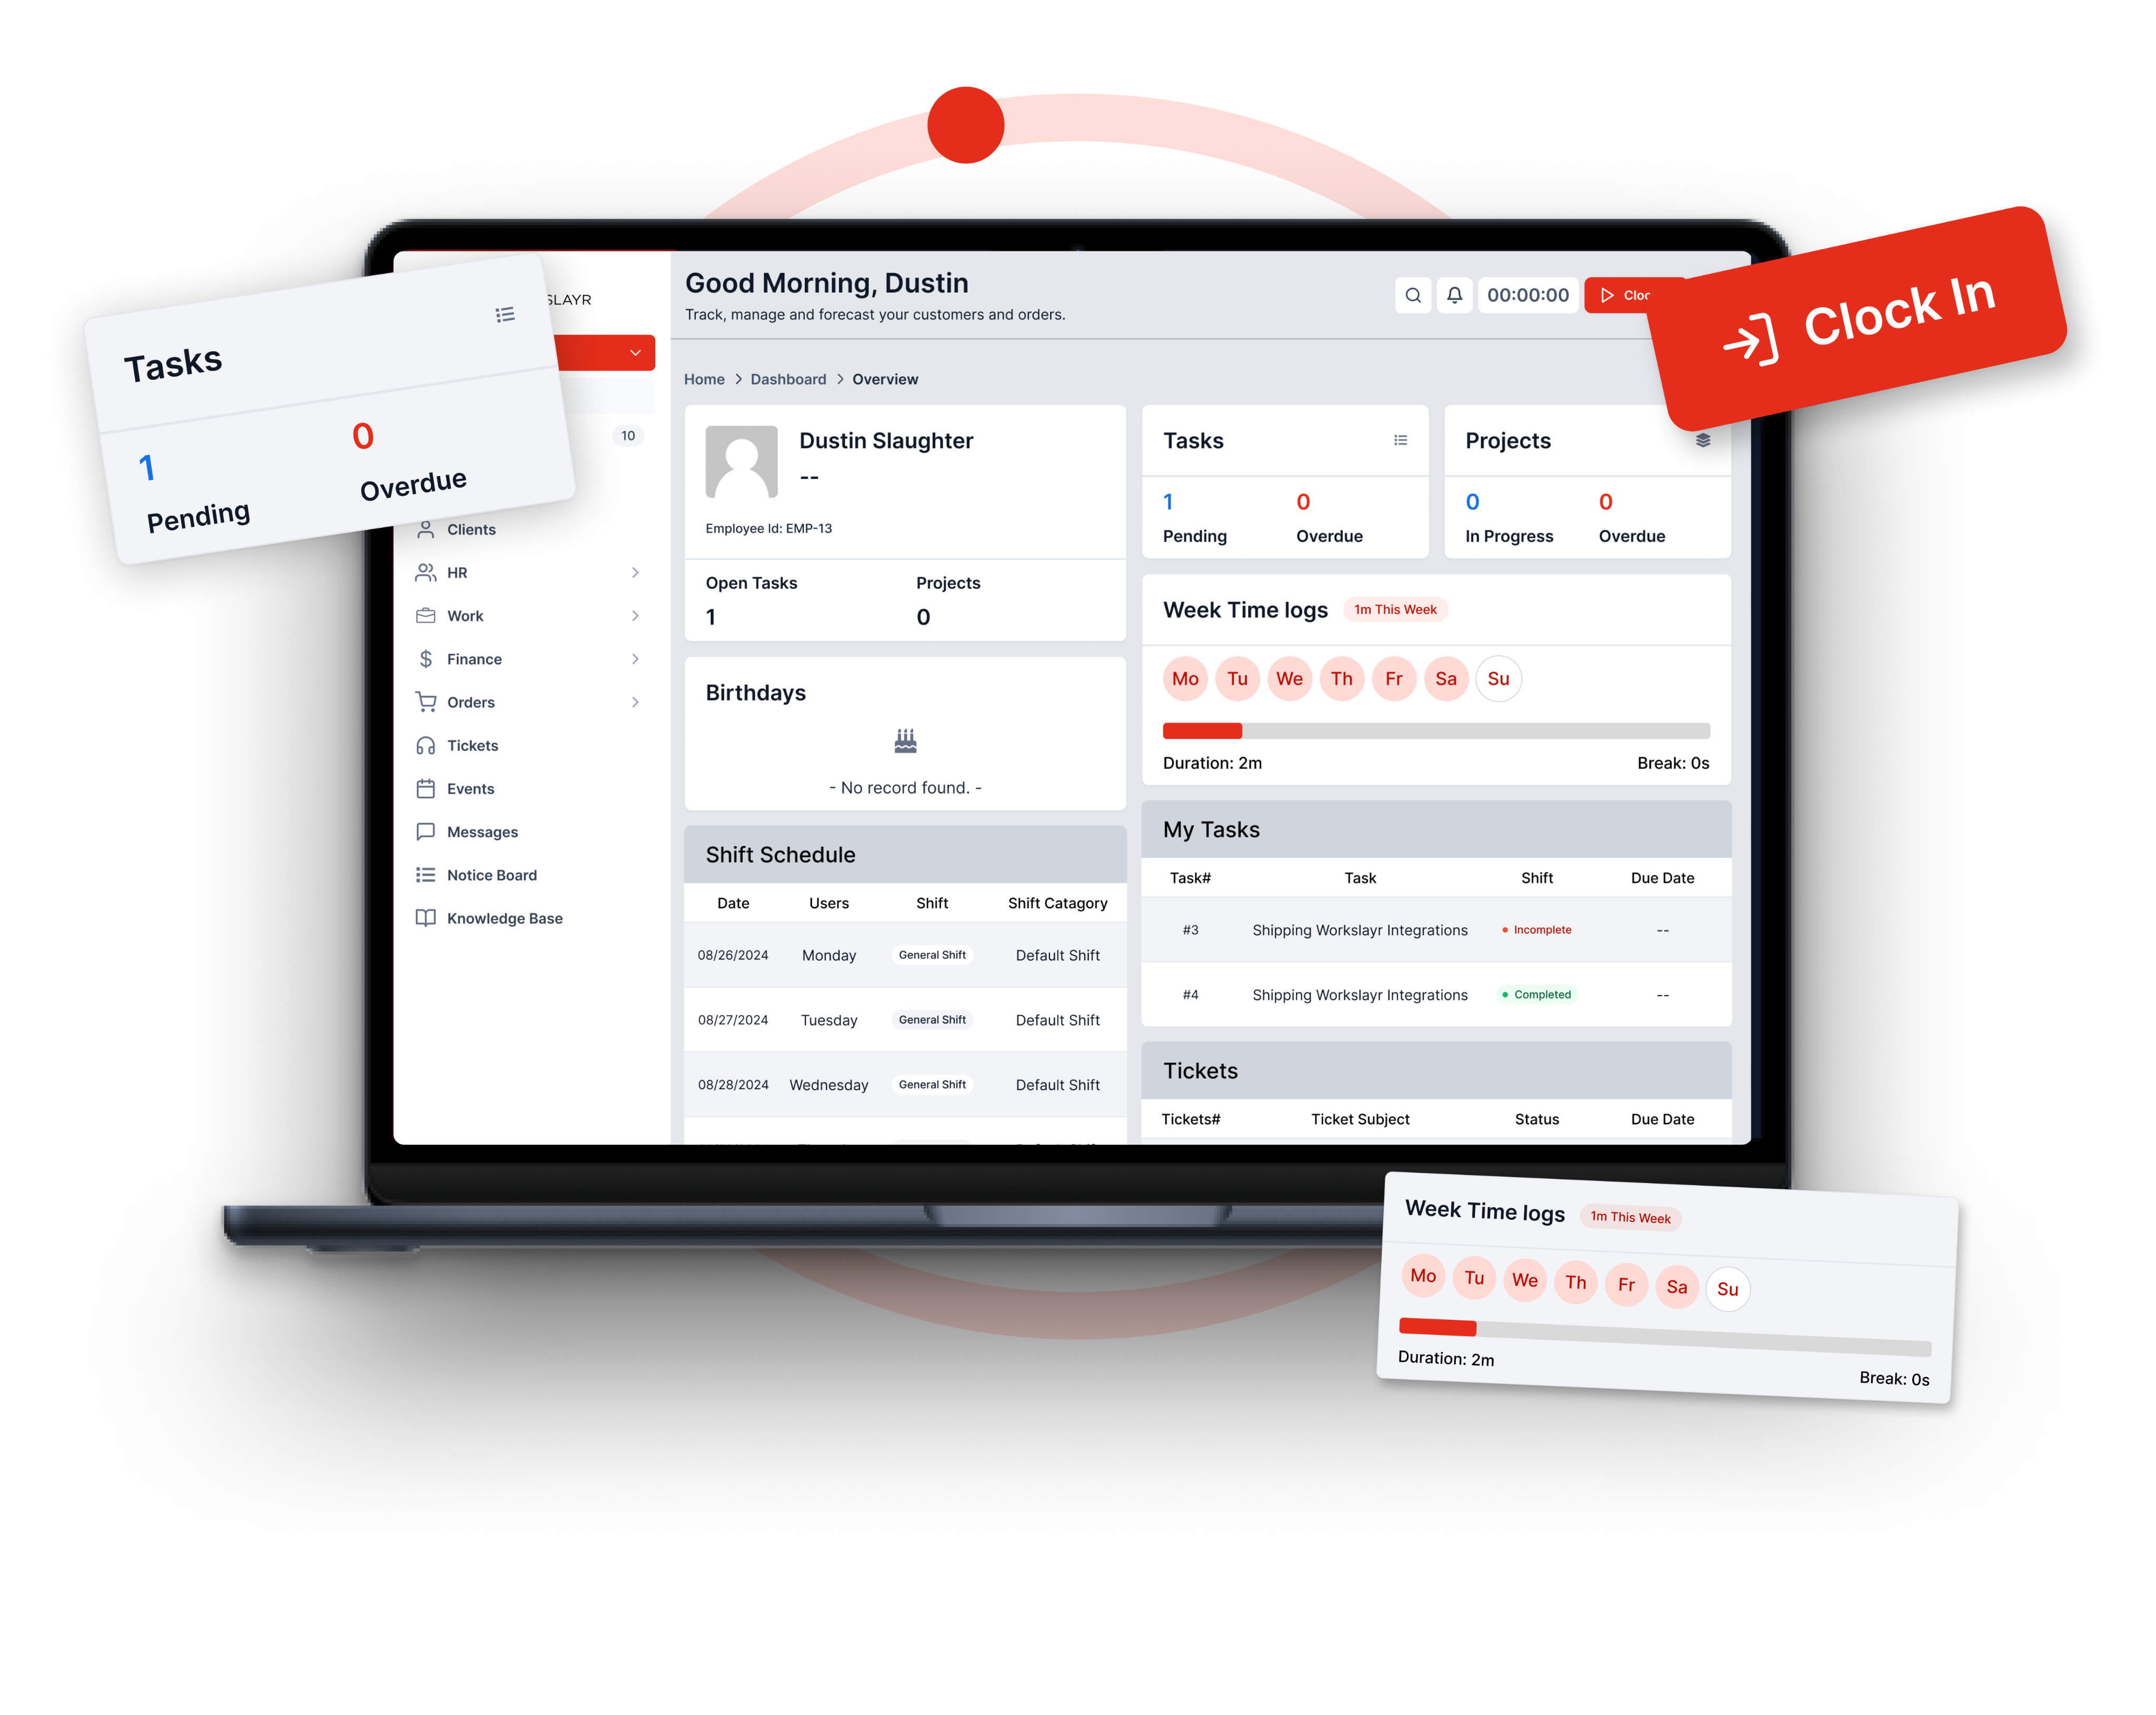 Tasks
1
0
Pending
Overdue
SLAYR
10
Clients
HR
Work
Finance
Orders
Tickets
Events
Messages
Notice Board
Knowledge Base
Good Morning, Dustin
Track, manage and forecast your customers and orders.
00:00:00
Clock In
Home > Dashboard > Overview
Dustin Slaughter
--
Employee Id: EMP-13
Open Tasks Projects
1 0
Birthdays
- No record found. -
Shift Schedule
Date Users Shift Shift Catagory
08/26/2024 Monday General Shift Default Shift
08/27/2024 Tuesday General Shift Default Shift
08/28/2024 Wednesday General Shift Default Shift
Tasks
1 0
Pending Overdue
Projects
0 0
In Progress Overdue
Week Time logs 1m This Week
Mo Tu We Th Fr Sa Su
Duration: 2m Break: 0s
My Tasks
Task# Task Shift Due Date
#3 Shipping Workslayr Integrations Incomplete --
#4 Shipping Workslayr Integrations Completed --
Tickets
Tickets# Ticket Subject Status Due Date
Week Time logs 1m This Week
Mo Tu We Th Fr Sa Su
Duration: 2m
Break: 0s